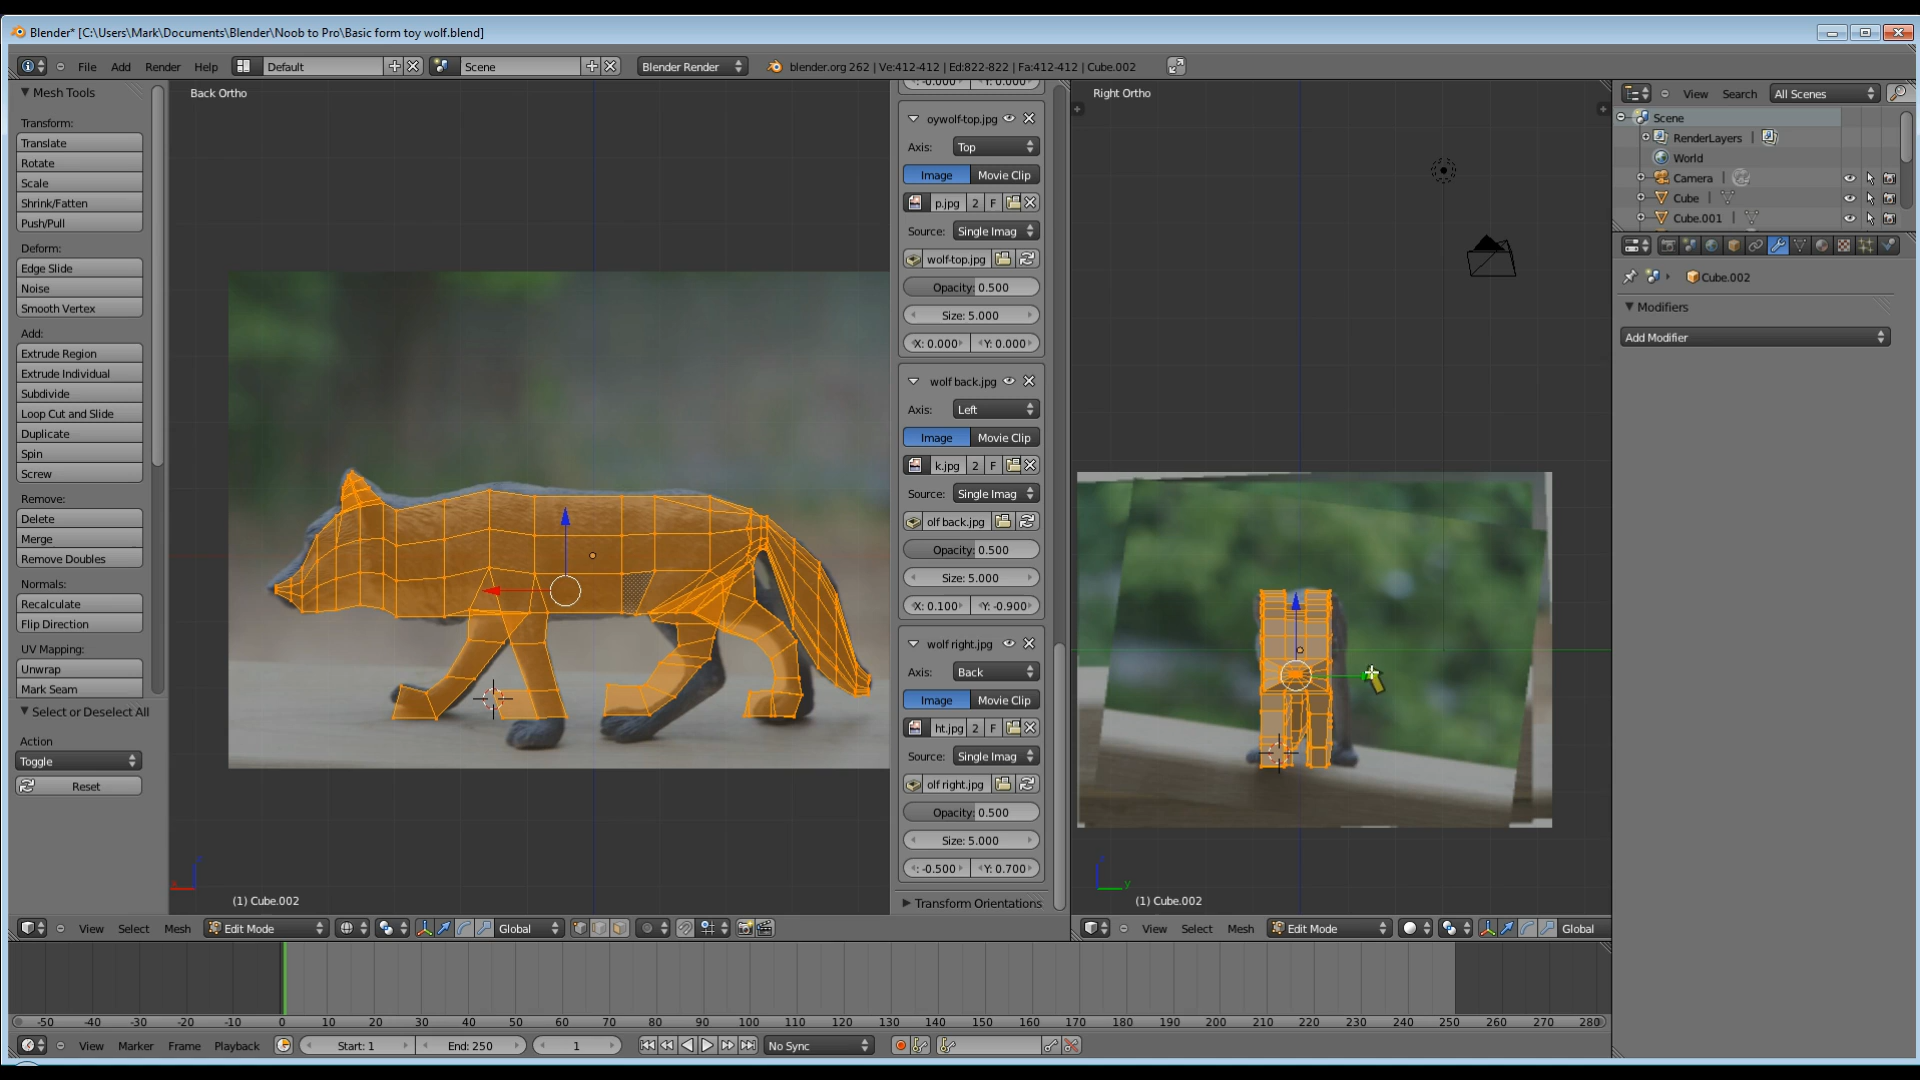 Blender* [C:\Users\Mark\Documents\Blender\Noob to Pro\Basic form toy wolf.blend]
File Add Render Help Default Scene Blender Render blender.org 262 | Ve:412-412 | Ed:822-822 | Fa:412-412 | Cube.002
Mesh Tools
Transform:
Translate
Rotate
Scale
Shrink/Fatten
Push/Pull
Deform:
Edge Slide
Noise
Smooth Vertex
Add:
Extrude Region
Extrude Individual
Subdivide
Loop Cut and Slide
Duplicate
Spin
Screw
Remove:
Delete
Merge
Remove Doubles
Normals:
Recalculate
Flip Direction
UV Mapping:
Unwrap
Mark Seam
Select or Deselect All
Action
Toggle
Reset
Back Ortho
(1) Cube.002
oywolf-top.jpg
Axis: Top
Image Movie Clip
p.jpg 2 F
Source: Single Imag
wolf-top.jpg
Opacity: 0.500
Size: 5.000
X: 0.000 Y: 0.000
wolf back.jpg
Axis: Left
Image Movie Clip
k.jpg 2 F
Source: Single Imag
olf back.jpg
Opacity: 0.500
Size: 5.000
X: 0.100 Y: -0.900
wolf right.jpg
Axis: Back
Image Movie Clip
ht.jpg 2 F
Source: Single Imag
olf right.jpg
Opacity: 0.500
Size: 5.000
: -0.500 Y: 0.700
Transform Orientations
Right Ortho
(1) Cube.002
View Search All Scenes
Scene
RenderLayers |
World
Camera |
Cube |
Cube.001 |
Cube.002
Modifiers
Add Modifier
View Select Mesh Edit Mode Global
View Select Mesh Edit Mode Global
-50 -40 -30 -20 -10 0 10 20 30 40 50 60 70 80 90 100 110 120 130 140 150 160 170 180 190 200 210 220 230 240 250 260 270 280
View Marker Frame Playback Start: 1 End: 250 1 No Sync